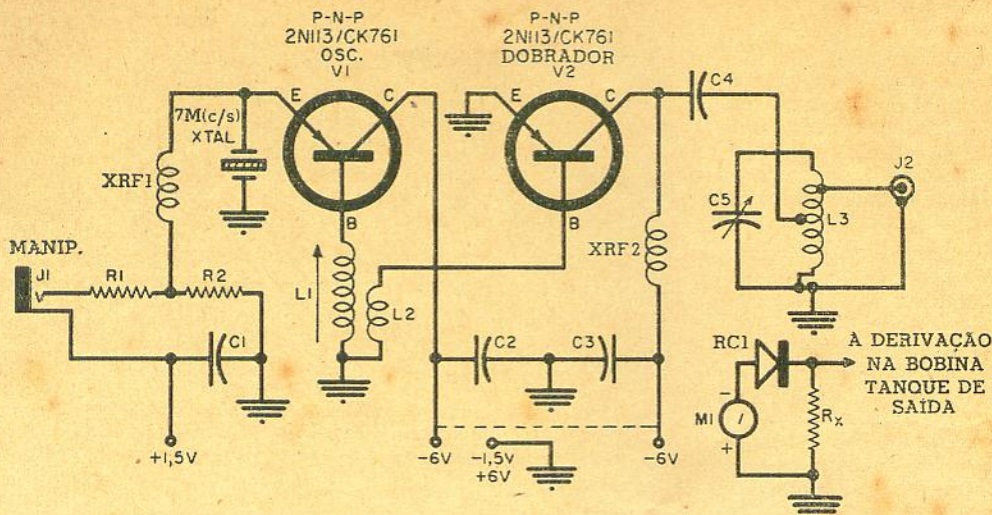 P-N-P
2N113/CK761
OSC.
V1
P-N-P
2N113/CK761
DOBRADOR
V2
E
C
E
C
C4
7M(c/s)
XTAL
XRF1
J2
C5
L3
B
B
MANIP.
XRF2
J1
R1
R2
L1
L2
C1
C2
C3
RC1
À DERIVAÇÃO
NA BOBINA
TANQUE DE
SAÍDA
-
M1
Rx
+
+1,5V
-6V
-1,5V
+6V
-6V